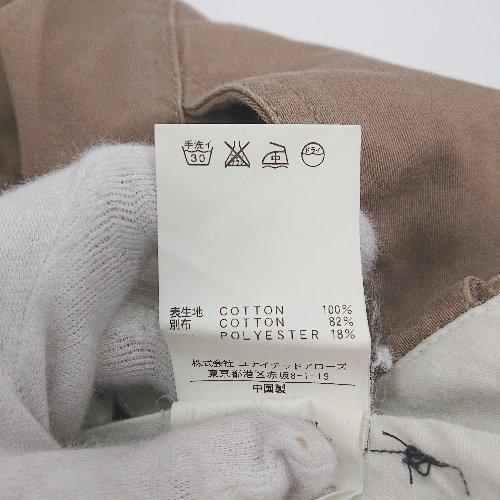 手洗イ 30 中 ドライ
表生地 COTTON 100%
別布 COTTON 82%
POLYESTER 18%
株式会社 ユナイテッドアローズ
東京都港区赤坂8-1-19
中国製